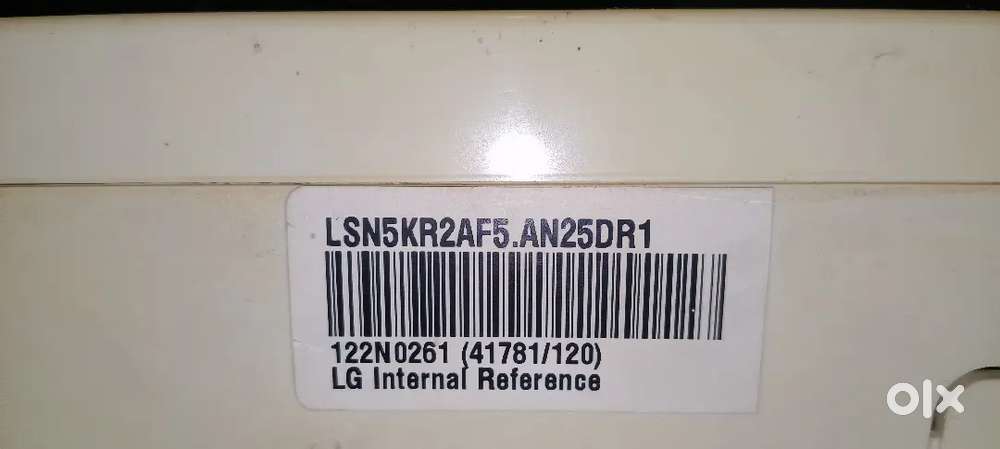 LSN5KR2AF5.AN25DR1
122N0261 (41781/120)
LG Internal Reference
olx